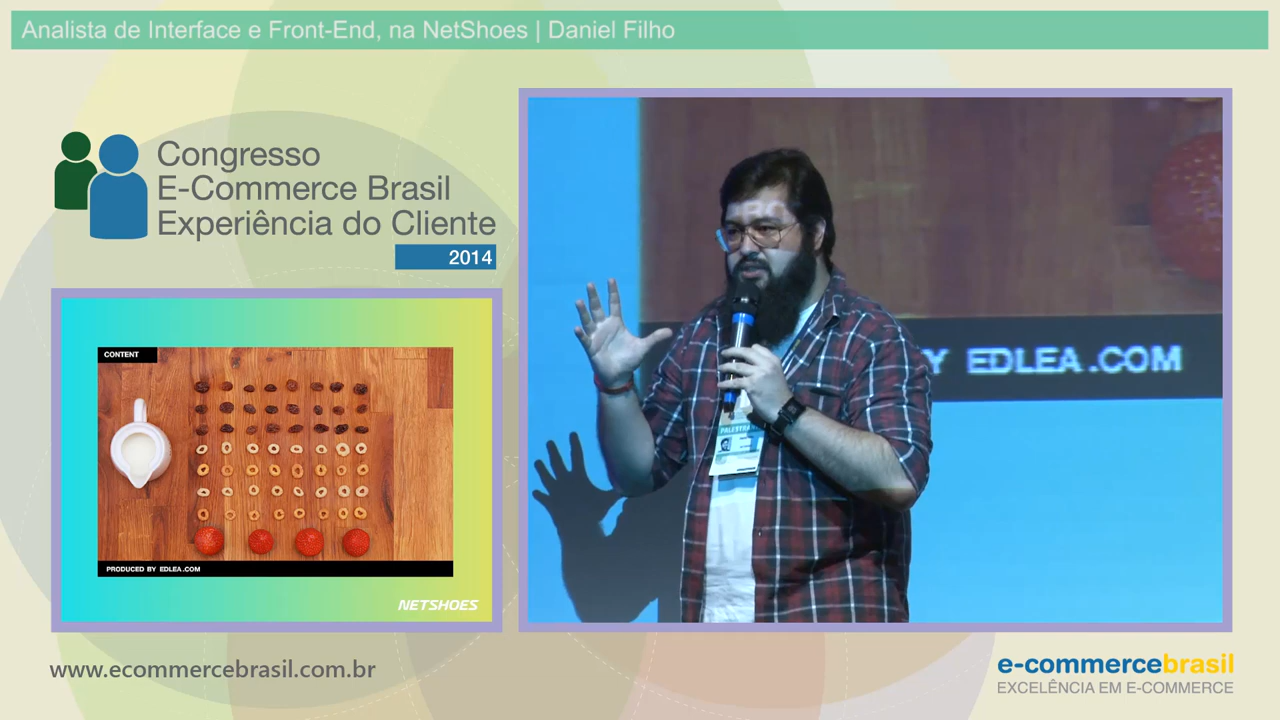 Analista de Interface e Front-End, na NetShoes | Daniel Filho
Congresso
E-Commerce Brasil
Experiência do Cliente
2014
CONTENT
PRODUCED BY EDLEA.COM
NETSHOES
Y EDLEA.COM
www.ecommercebrasil.com.br
e-commercebrasil
EXCELÊNCIA EM E-COMMERCE